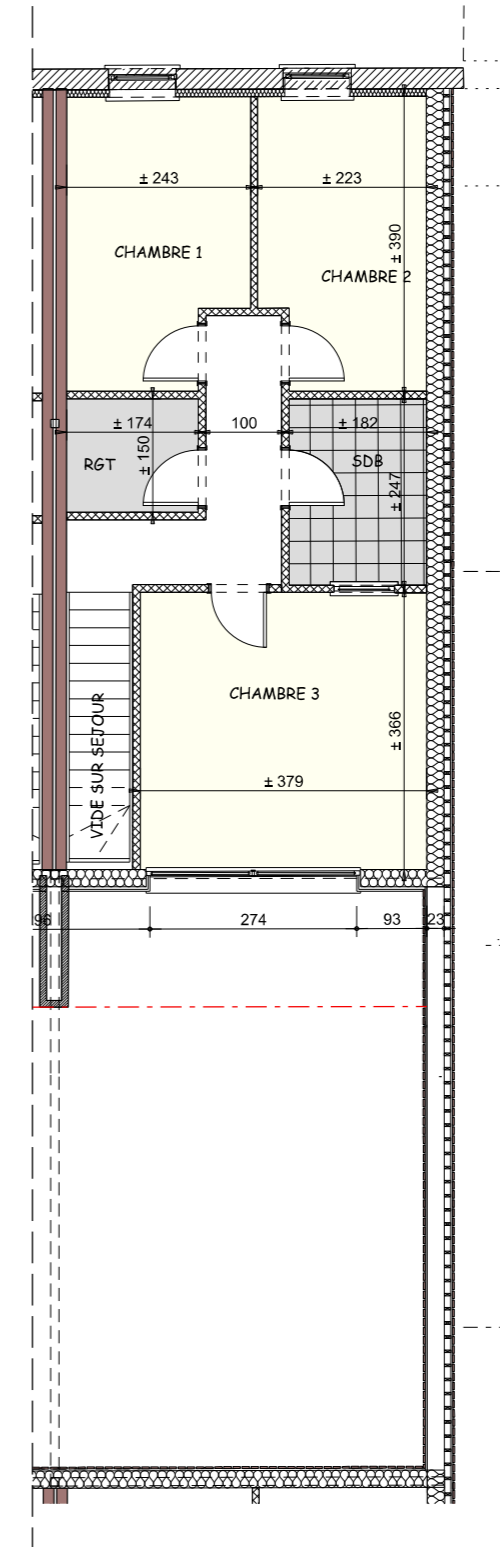 ± 243
± 223
± 390
CHAMBRE 1
CHAMBRE 2
± 174
100
± 182
± 150
RGT
SDB
± 247
CHAMBRE 3
VIDE SUR SEJOUR
± 366
± 379
96
274
93
23